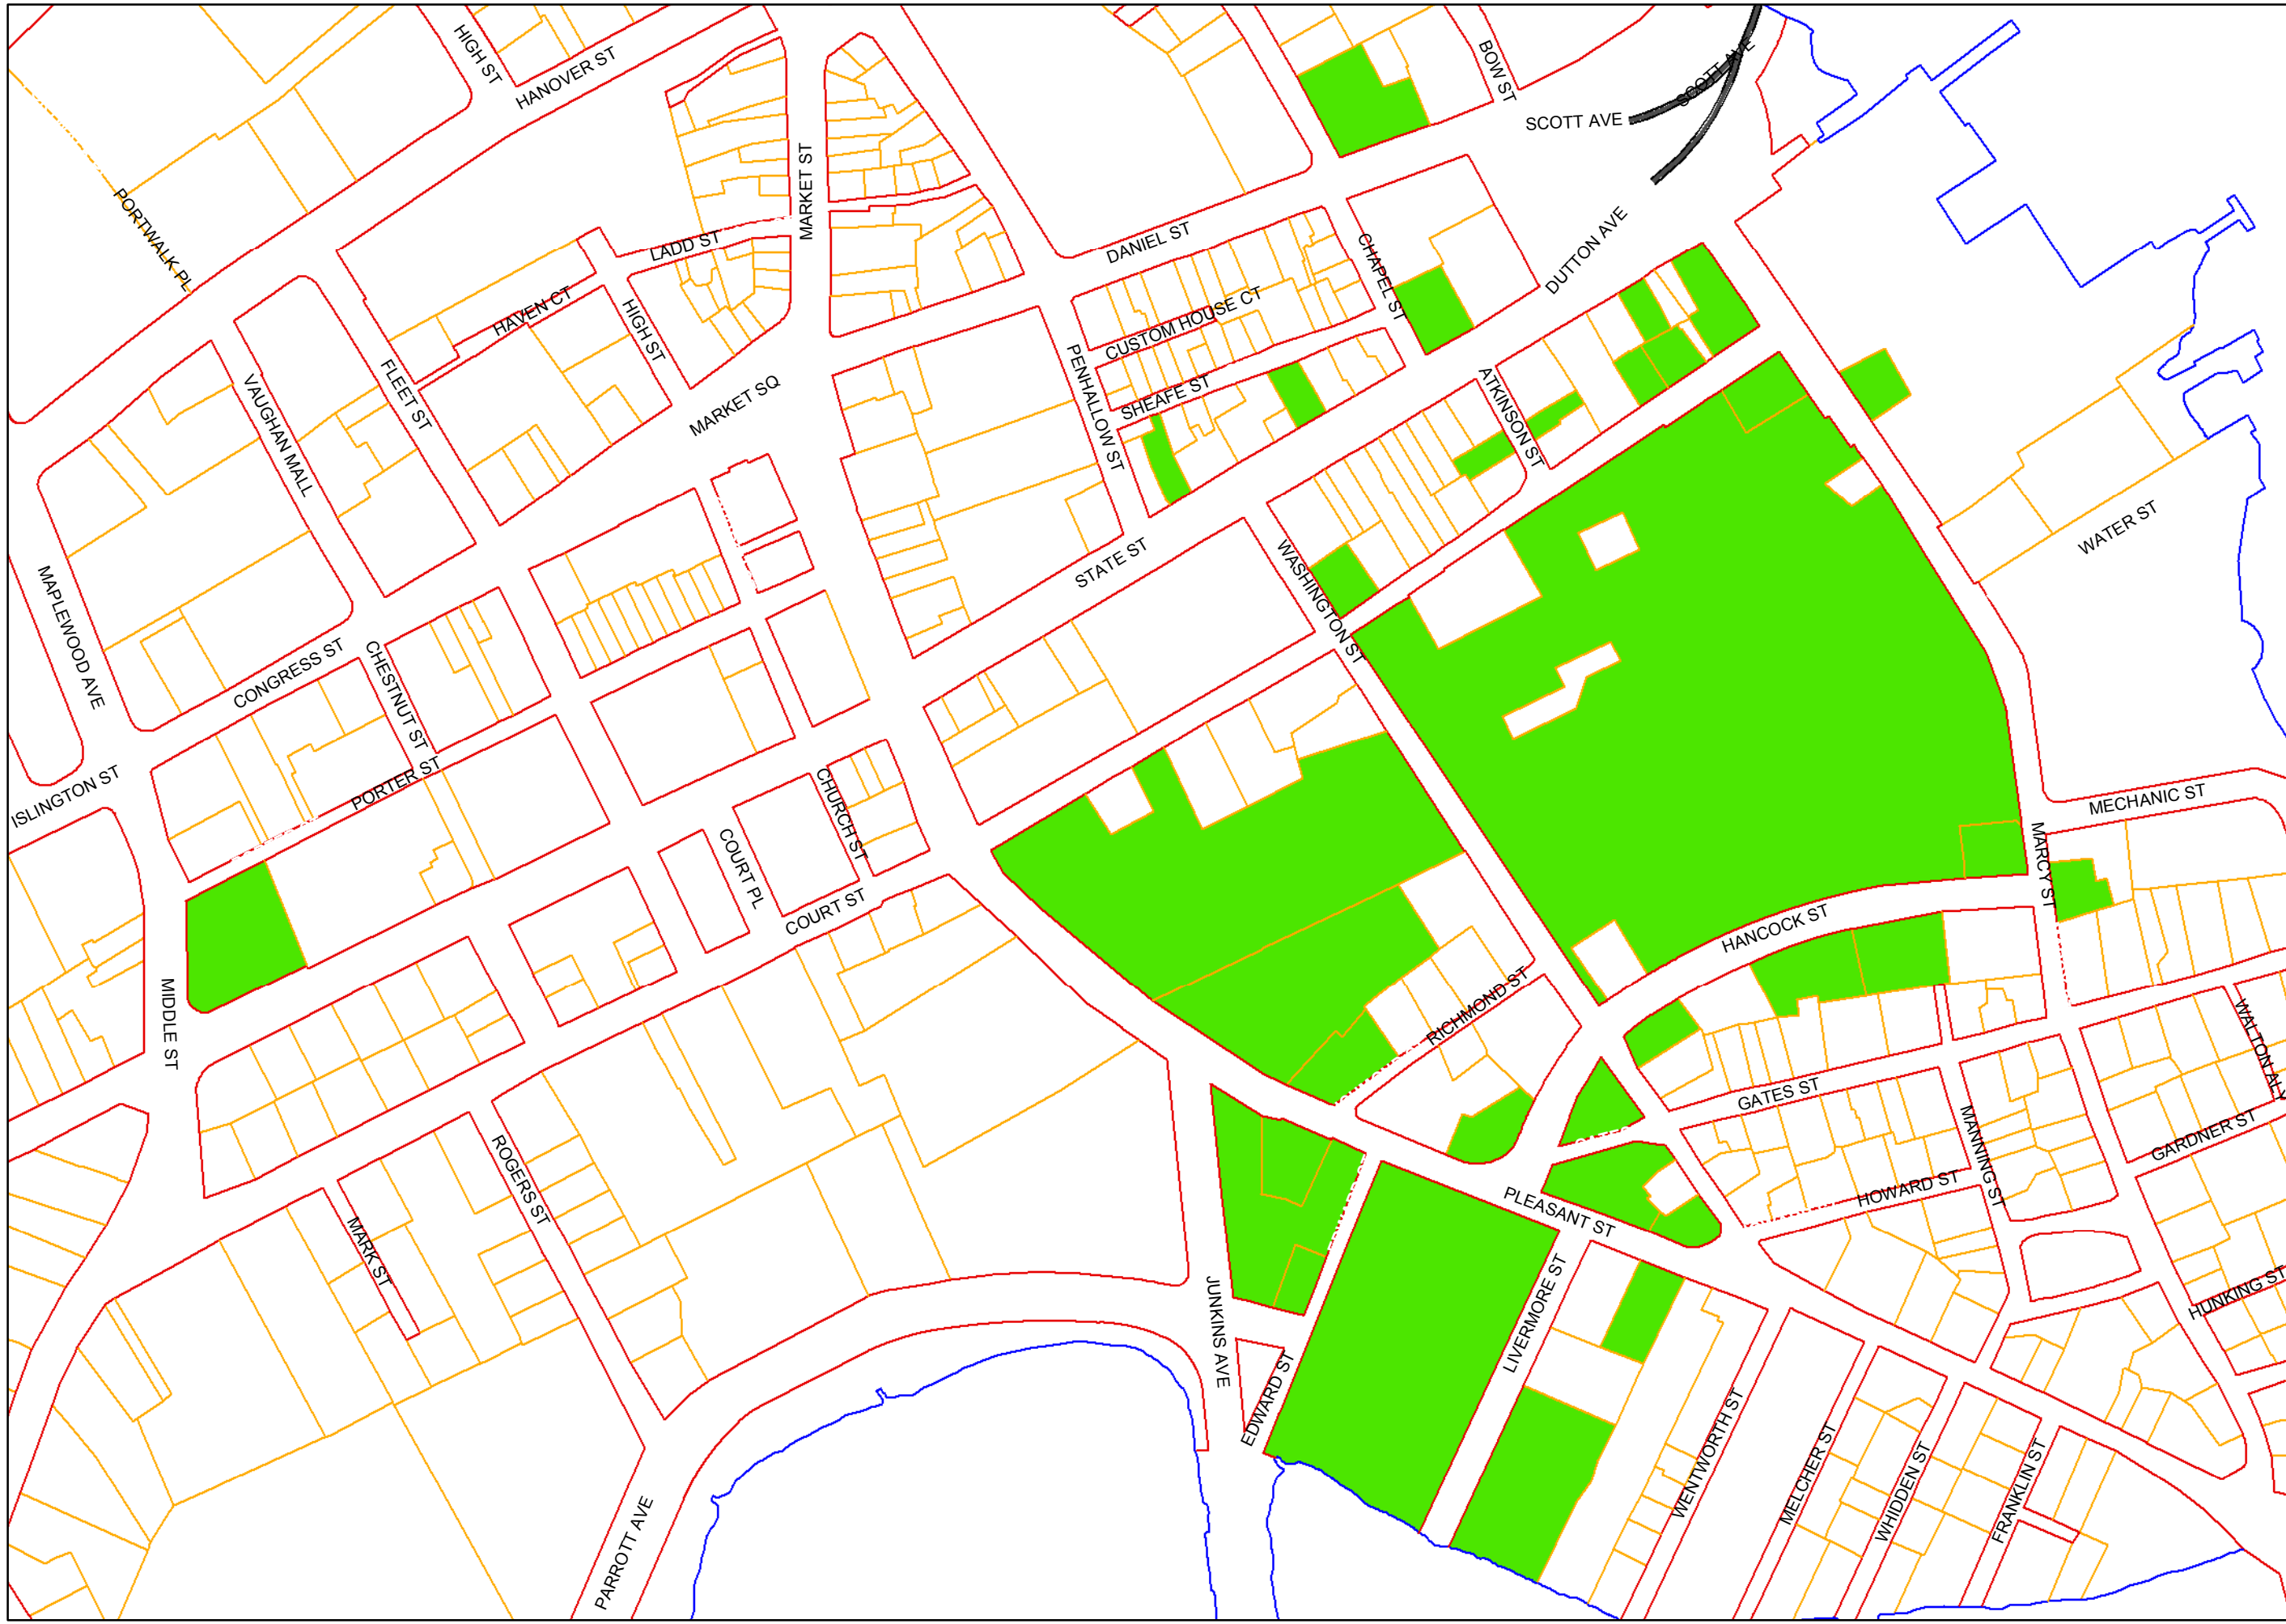 HIGH ST
HANOVER ST
BOW ST
SCOTT AVE
SCOTT AVE
MARKET ST
PORTWALK PL
LADD ST
DANIEL ST
CHAPEL ST
DUTTON AVE
HAVEN CT
HIGH ST
CUSTOM HOUSE CT
FLEET ST
VAUGHAN MALL
MARKET SQ
PENHALLOW ST
SHEAFE ST
ATKINSON ST
WATER ST
STATE ST
WASHINGTON ST
MAPLEWOOD AVE
CONGRESS ST
CHESTNUT ST
ISLINGTON ST
PORTER ST
CHURCH ST
COURT PL
COURT ST
MECHANIC ST
MARCY ST
HANCOCK ST
MIDDLE ST
RICHMOND ST
WALTON ALY
GATES ST
GARDNER ST
MANNING ST
HOWARD ST
ROGERS ST
MARK ST
PLEASANT ST
HUNKING ST
JUNKINS AVE
LIVERMORE ST
EDWARD ST
WENTWORTH ST
MELCHER ST
WHIDDEN ST
FRANKLIN ST
PARROTT AVE